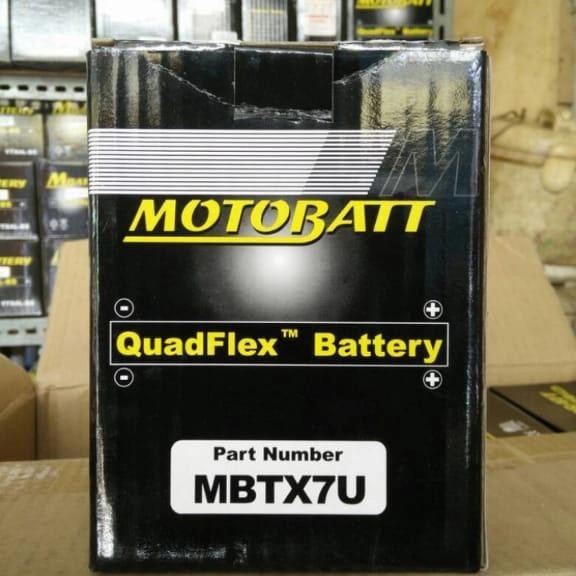 MOTOBATT
QuadFlex™ Battery
Part Number
MBTX7U